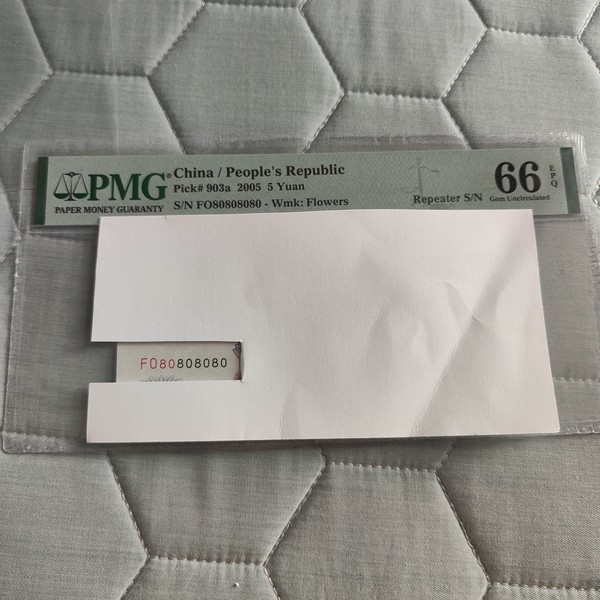 PMG
PAPER MONEY GUARANTY
China / People's Republic
Pick# 903a 2005 5 Yuan
S/N FO80808080 - Wmk: Flowers
Repeater S/N
66 EPQ
Gem Uncirculated
FO80808080